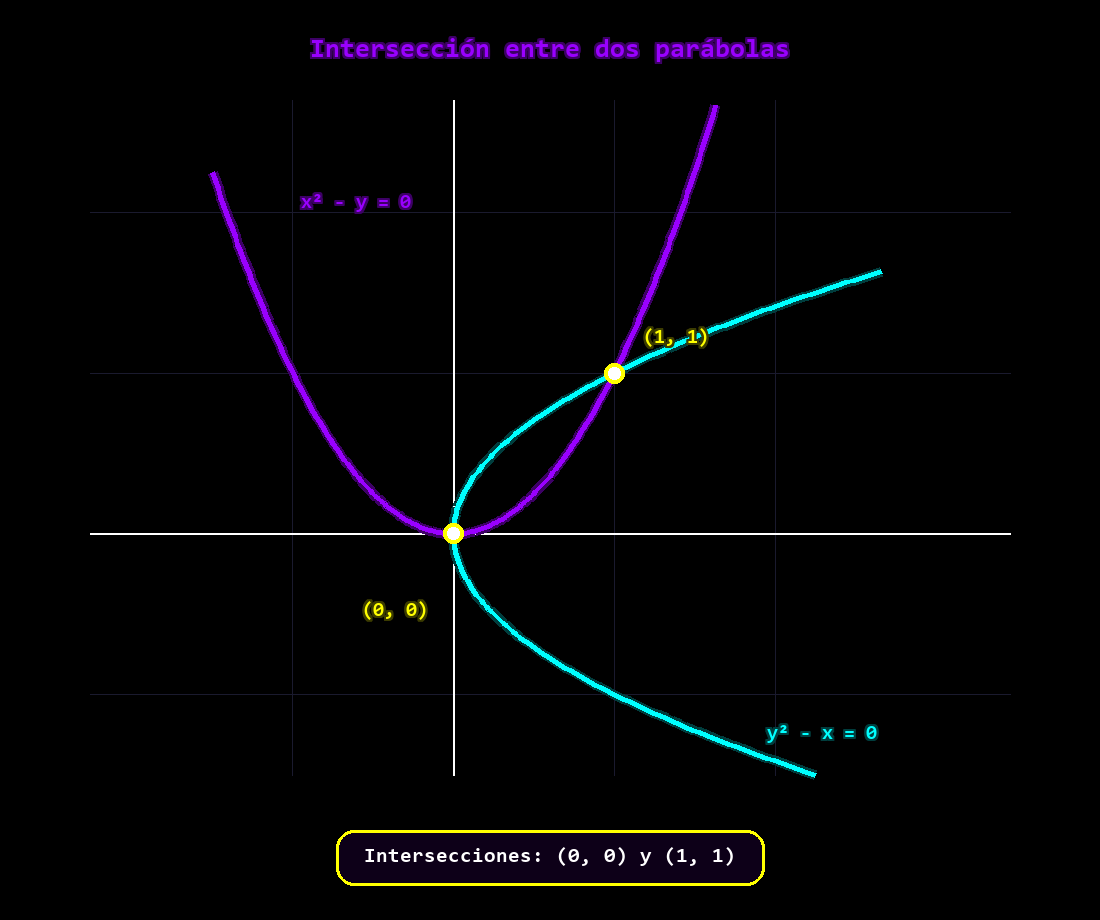 Intersección entre dos parábolas
x² - y = 0
(1, 1)
(0, 0)
y² - x = 0
Intersecciones: (0, 0) y (1, 1)